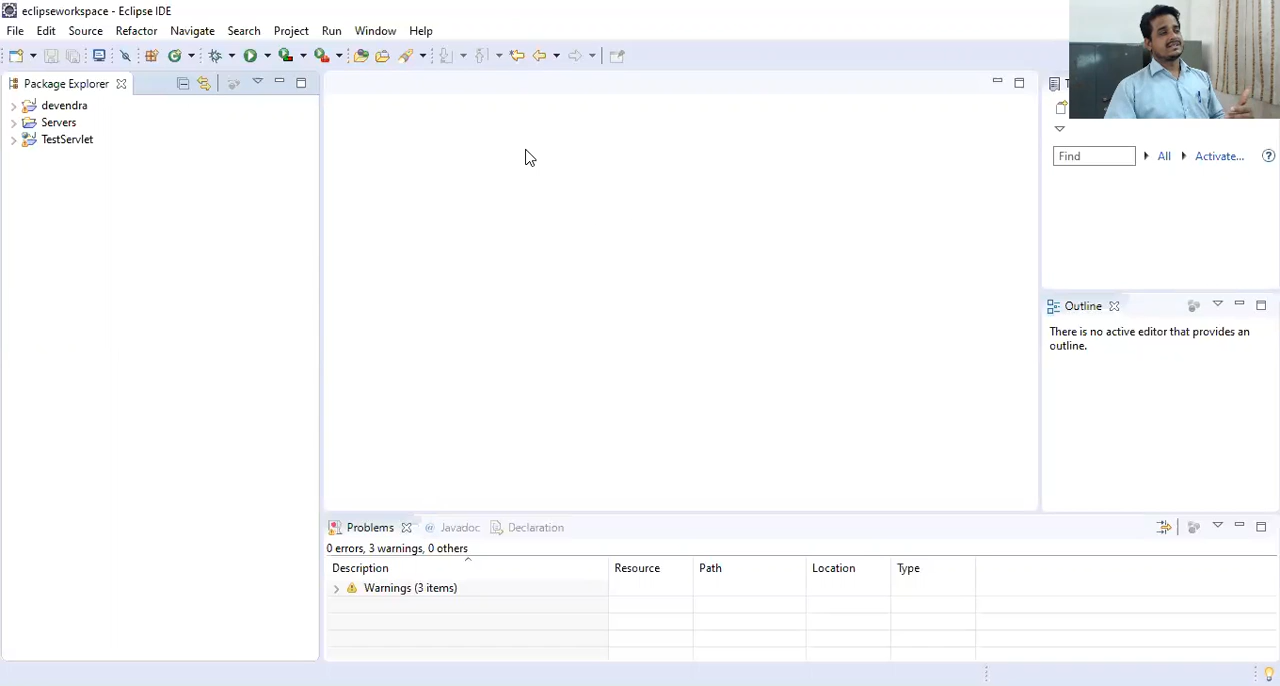 eclipseworkspace - Eclipse IDE
File Edit Source Refactor Navigate Search Project Run Window Help
Package Explorer
devendra
Servers
TestServlet
Find All Activate...
Outline
There is no active editor that provides an
outline.
Problems @ Javadoc Declaration
0 errors, 3 warnings, 0 others
Description Resource Path Location Type
Warnings (3 items)